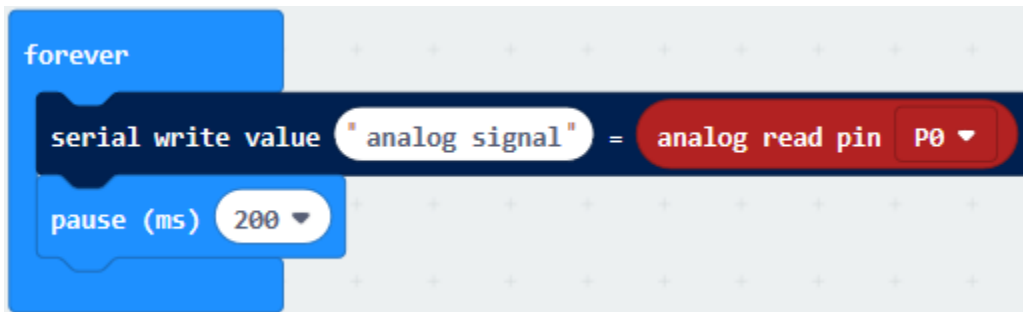 forever
serial write value "analog signal" = analog read pin P0
pause (ms) 200